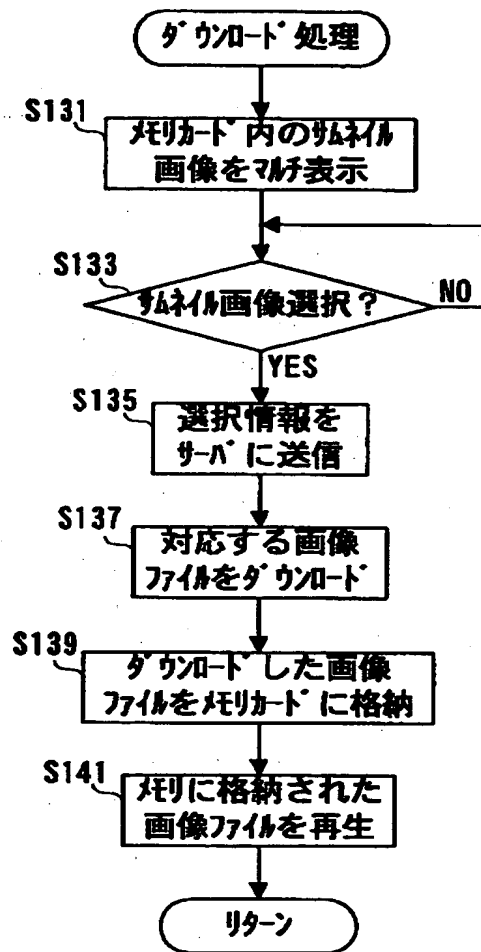 ダウンロード処理
S131
メモリカード内のサムネイル
画像をマルチ表示
S133
サムネイル画像選択?
NO
YES
S135
選択情報を
サーバに送信
S137
対応する画像
ファイルをダウンロード
S139
ダウンロードした画像
ファイルをメモリカードに格納
S141
メモリに格納された
画像ファイルを再生
リターン